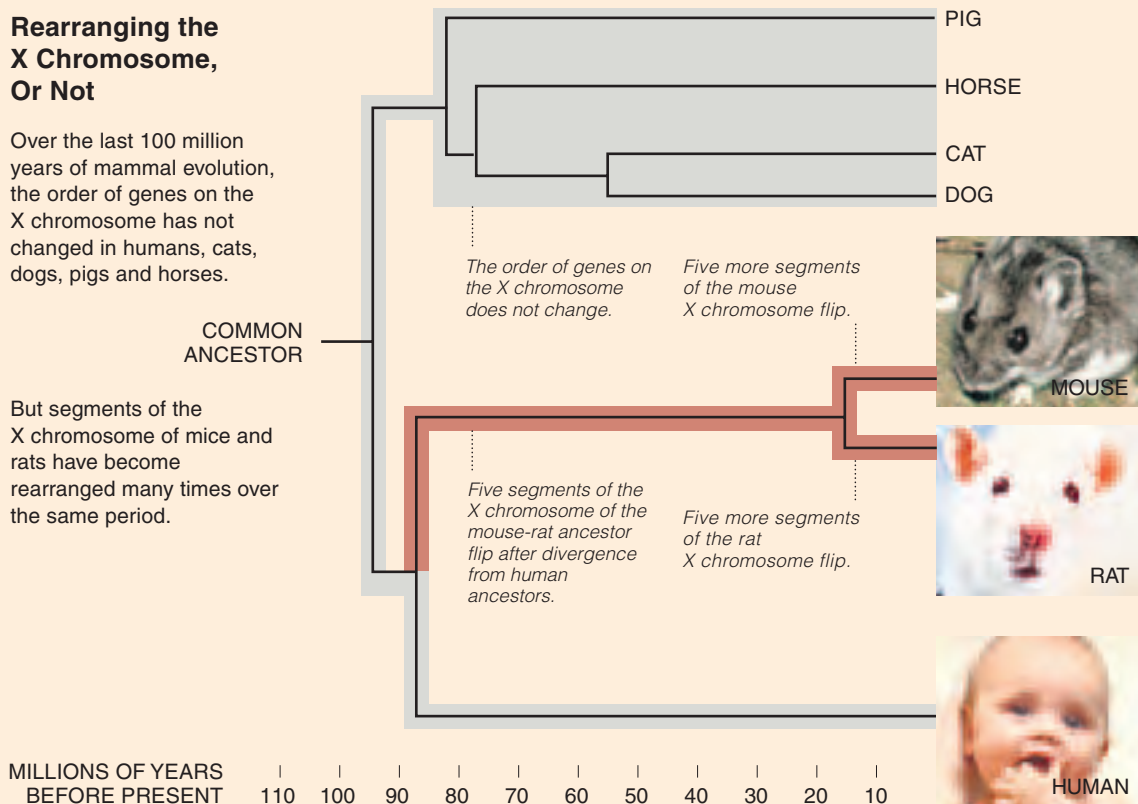 Rearranging the
X Chromosome,
Or Not
Over the last 100 million
years of mammal evolution,
the order of genes on the
X chromosome has not
changed in humans, cats,
dogs, pigs and horses.
COMMON
ANCESTOR
But segments of the
X chromosome of mice and
rats have become
rearranged many times over
the same period.
PIG
HORSE
CAT
DOG
The order of genes on
the X chromosome
does not change.
Five more segments
of the mouse
X chromosome flip.
MOUSE
Five segments of the
X chromosome of the
mouse-rat ancestor
flip after divergence
from human
ancestors.
Five more segments
of the rat
X chromosome flip.
RAT
HUMAN
MILLIONS OF YEARS
BEFORE PRESENT
110 100 90 80 70 60 50 40 30 20 10